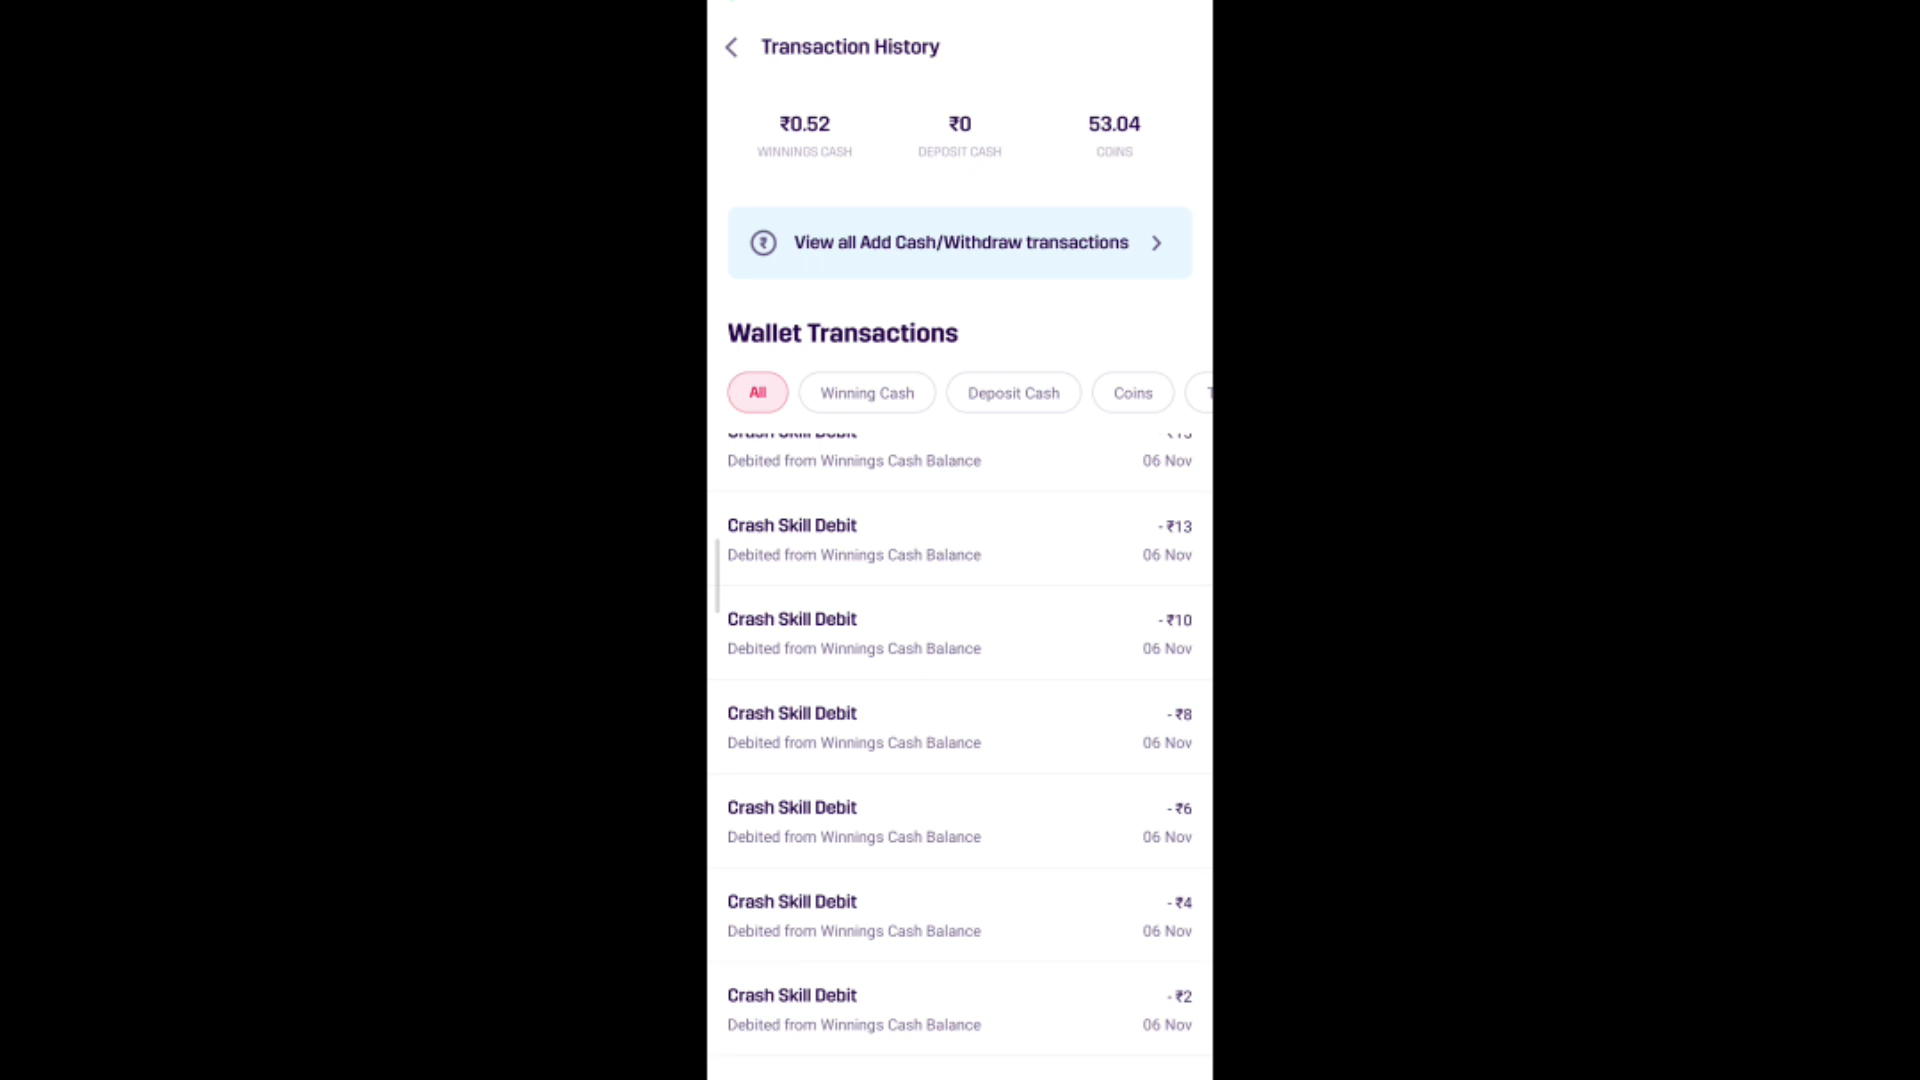 Transaction History
₹0.52 ₹0 53.04
WINNINGS CASH DEPOSIT CASH COINS
₹ View all Add Cash/Withdraw transactions
Wallet Transactions
All Winning Cash Deposit Cash Coins
Crash Skill Debit
Debited from Winnings Cash Balance 06 Nov
Crash Skill Debit -₹13
Debited from Winnings Cash Balance 06 Nov
Crash Skill Debit -₹10
Debited from Winnings Cash Balance 06 Nov
Crash Skill Debit -₹8
Debited from Winnings Cash Balance 06 Nov
Crash Skill Debit -₹6
Debited from Winnings Cash Balance 06 Nov
Crash Skill Debit -₹4
Debited from Winnings Cash Balance 06 Nov
Crash Skill Debit -₹2
Debited from Winnings Cash Balance 06 Nov